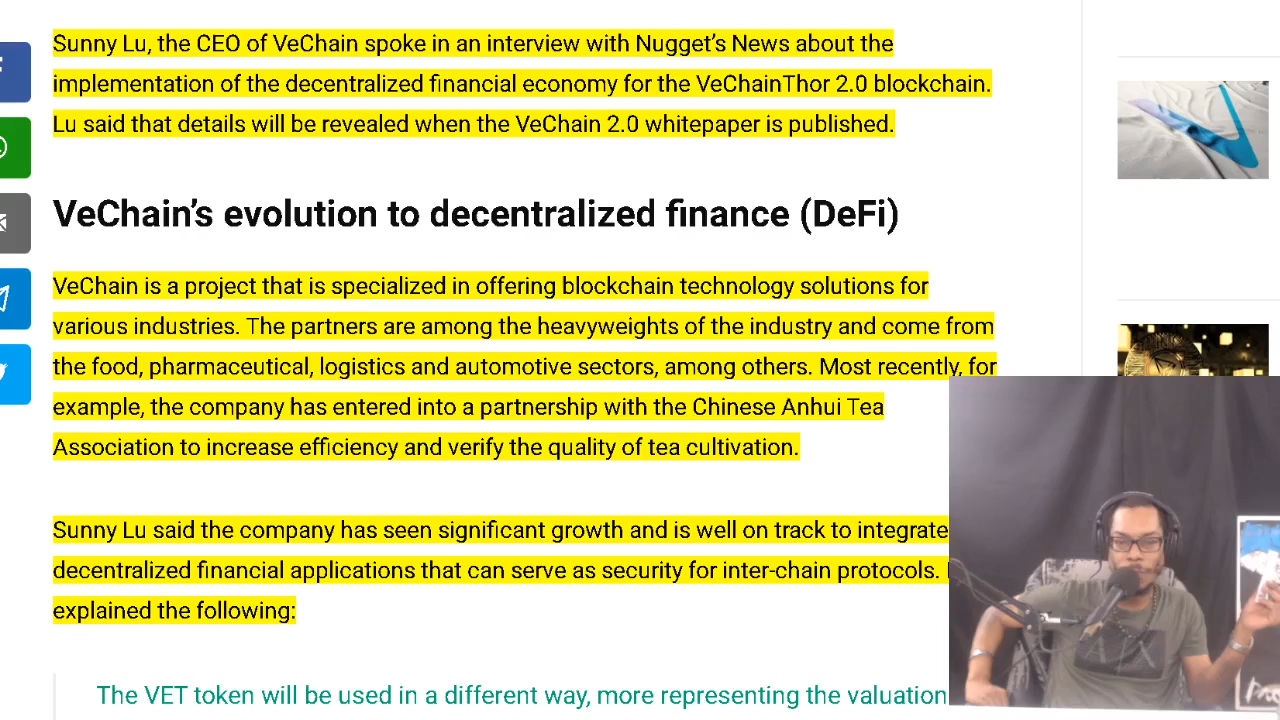 Sunny Lu, the CEO of VeChain spoke in an interview with Nugget’s News about the
implementation of the decentralized financial economy for the VeChainThor 2.0 blockchain.
Lu said that details will be revealed when the VeChain 2.0 whitepaper is published.
VeChain’s evolution to decentralized finance (DeFi)
VeChain is a project that is specialized in offering blockchain technology solutions for
various industries. The partners are among the heavyweights of the industry and come from
the food, pharmaceutical, logistics and automotive sectors, among others. Most recently, for
example, the company has entered into a partnership with the Chinese Anhui Tea
Association to increase efficiency and verify the quality of tea cultivation.
Sunny Lu said the company has seen significant growth and is well on track to integrate
decentralized financial applications that can serve as security for inter-chain protocols.
explained the following:
The VET token will be used in a different way, more representing the valuation